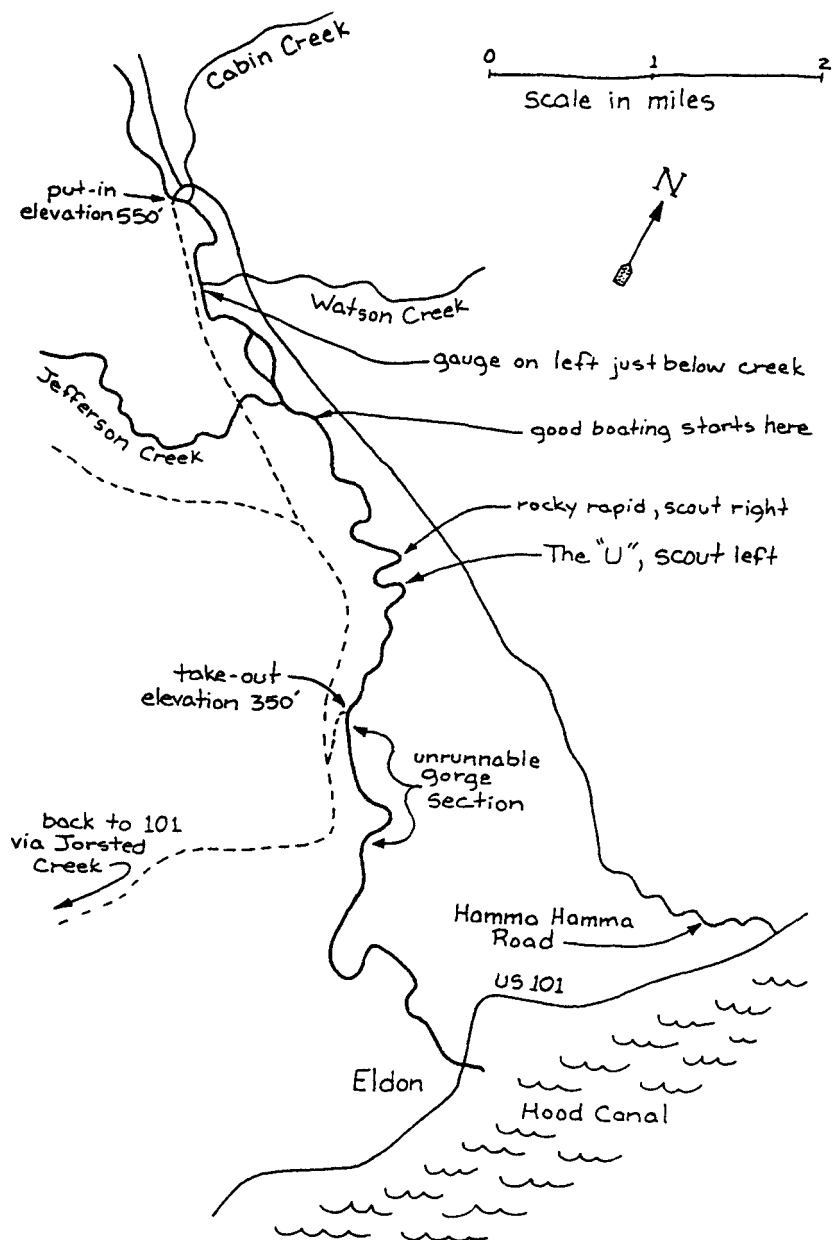 0 1 2
Scale in miles
Cabin Creek
N
put-in
elevation 550'
Watson Creek
gauge on left just below creek
Jefferson Creek
good boating starts here
rocky rapid, scout right
The "U", scout left
take-out
elevation 350'
unrunnable
gorge
section
back to 101
via Jorsted
Creek
Hamma Hamma
Road
US 101
Eldon
Hood Canal